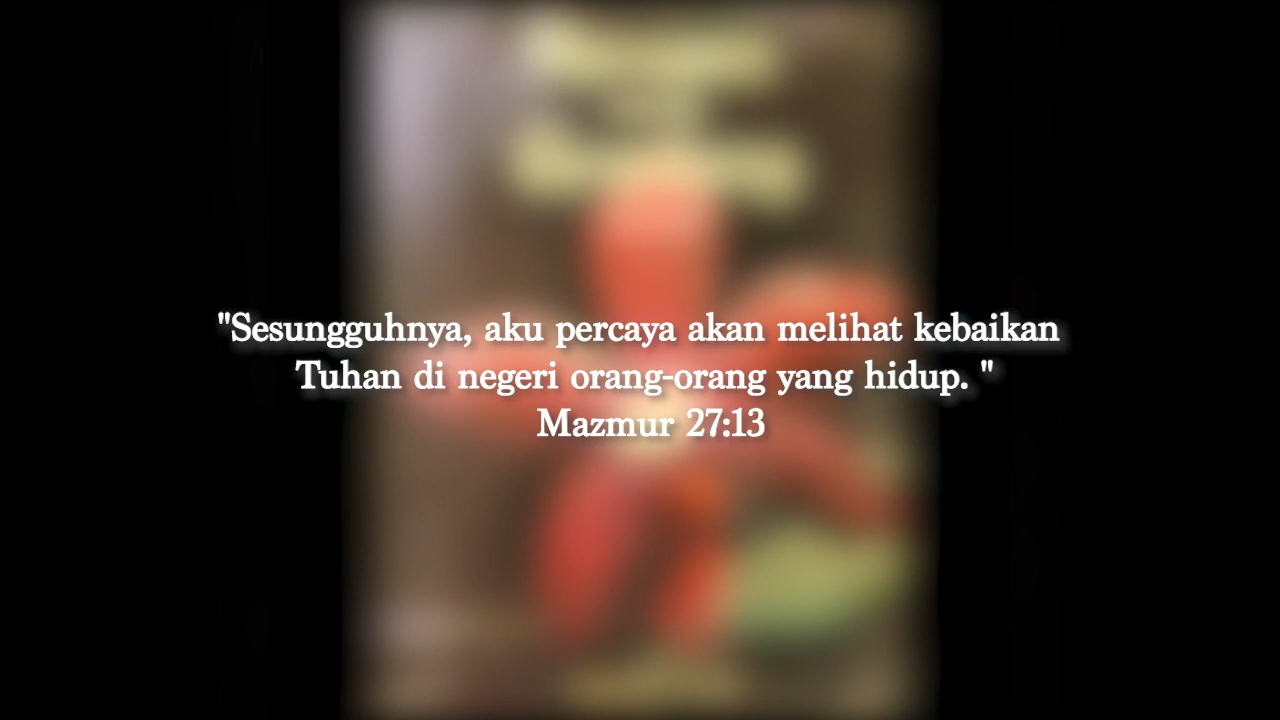 "Sesungguhnya, aku percaya akan melihat kebaikan
Tuhan di negeri orang-orang yang hidup. "
Mazmur 27:13